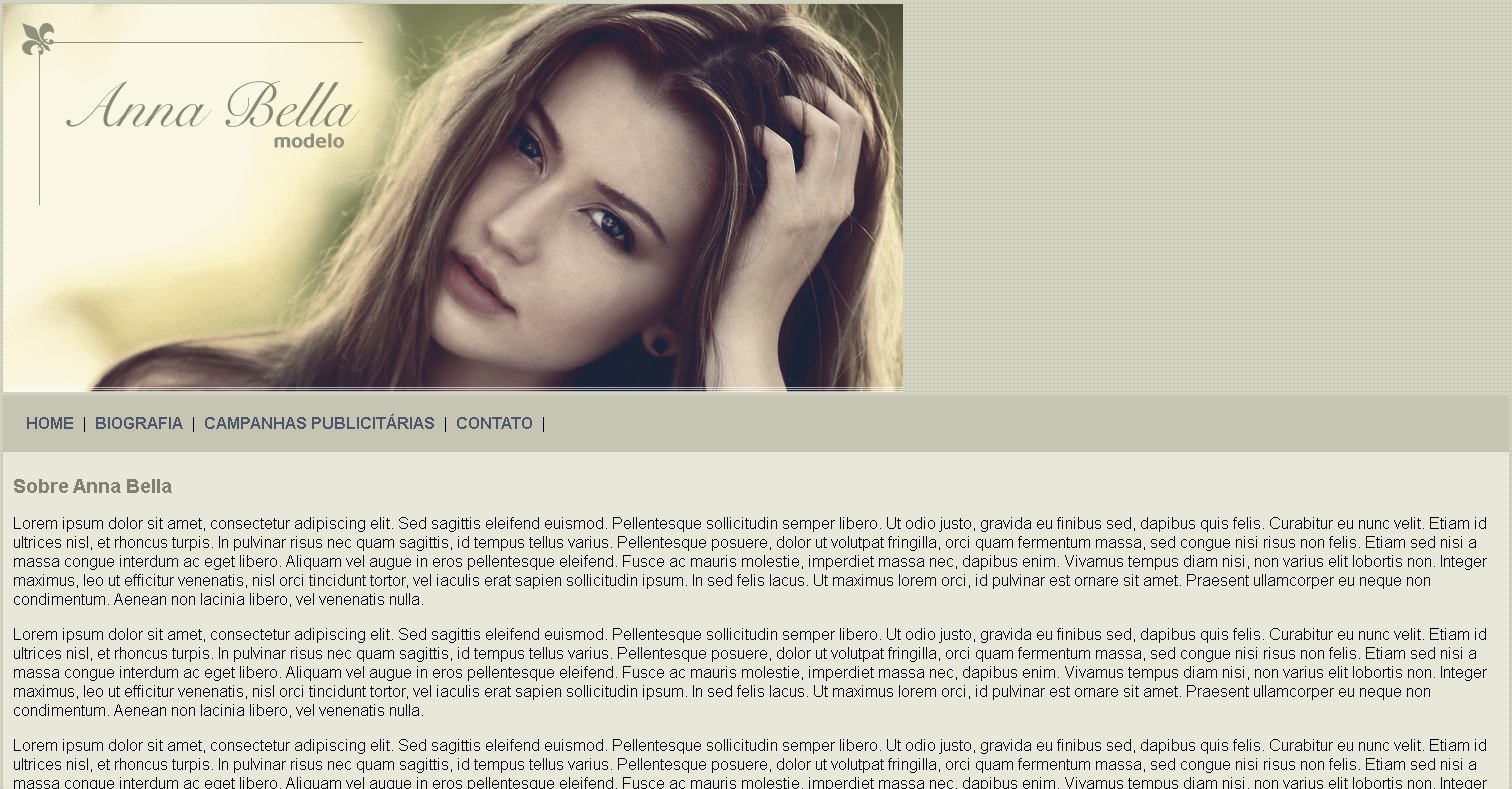 Anna Bella
modelo
HOME | BIOGRAFIA | CAMPANHAS PUBLICITÁRIAS | CONTATO |
Sobre Anna Bella
Lorem ipsum dolor sit amet, consectetur adipiscing elit. Sed sagittis eleifend euismod. Pellentesque sollicitudin semper libero. Ut odio justo, gravida eu finibus sed, dapibus quis felis. Curabitur eu nunc velit. Etiam id
ultrices nisl, et rhoncus turpis. In pulvinar risus nec quam sagittis, id tempus tellus varius. Pellentesque posuere, dolor ut volutpat fringilla, orci quam fermentum massa, sed congue nisi risus non felis. Etiam sed nisi a
massa congue interdum ac eget libero. Aliquam vel augue in eros pellentesque eleifend. Fusce ac mauris molestie, imperdiet massa nec, dapibus enim. Vivamus tempus diam nisi, non varius elit lobortis non. Integer
maximus, leo ut efficitur venenatis, nisl orci tincidunt tortor, vel iaculis erat sapien sollicitudin ipsum. In sed felis lacus. Ut maximus lorem orci, id pulvinar est ornare sit amet. Praesent ullamcorper eu neque non
condimentum. Aenean non lacinia libero, vel venenatis nulla.
Lorem ipsum dolor sit amet, consectetur adipiscing elit. Sed sagittis eleifend euismod. Pellentesque sollicitudin semper libero. Ut odio justo, gravida eu finibus sed, dapibus quis felis. Curabitur eu nunc velit. Etiam id
ultrices nisl, et rhoncus turpis. In pulvinar risus nec quam sagittis, id tempus tellus varius. Pellentesque posuere, dolor ut volutpat fringilla, orci quam fermentum massa, sed congue nisi risus non felis. Etiam sed nisi a
massa congue interdum ac eget libero. Aliquam vel augue in eros pellentesque eleifend. Fusce ac mauris molestie, imperdiet massa nec, dapibus enim. Vivamus tempus diam nisi, non varius elit lobortis non. Integer
maximus, leo ut efficitur venenatis, nisl orci tincidunt tortor, vel iaculis erat sapien sollicitudin ipsum. In sed felis lacus. Ut maximus lorem orci, id pulvinar est ornare sit amet. Praesent ullamcorper eu neque non
condimentum. Aenean non lacinia libero, vel venenatis nulla.
Lorem ipsum dolor sit amet, consectetur adipiscing elit. Sed sagittis eleifend euismod. Pellentesque sollicitudin semper libero. Ut odio justo, gravida eu finibus sed, dapibus quis felis. Curabitur eu nunc velit. Etiam id
ultrices nisl, et rhoncus turpis. In pulvinar risus nec quam sagittis, id tempus tellus varius. Pellentesque posuere, dolor ut volutpat fringilla, orci quam fermentum massa, sed congue nisi risus non felis. Etiam sed nisi a
massa congue interdum ac eget libero. Aliquam vel augue in eros pellentesque eleifend. Fusce ac mauris molestie, imperdiet massa nec, dapibus enim. Vivamus tempus diam nisi, non varius elit lobortis non. Integer